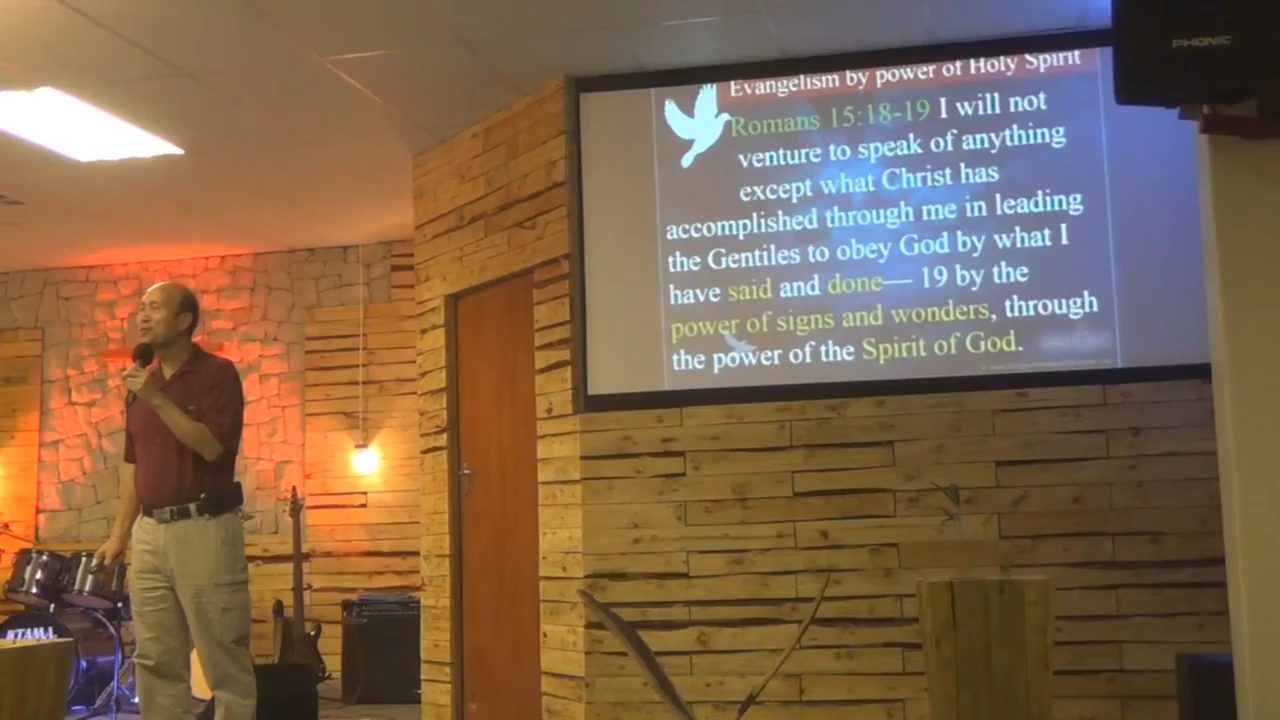 PHONIC
Evangelism by power of Holy Spirit
Romans 15:18-19 I will not
venture to speak of anything
except what Christ has
accomplished through me in leading
the Gentiles to obey God by what I
have said and done— 19 by the
power of signs and wonders, through
the power of the Spirit of God.
TAMA